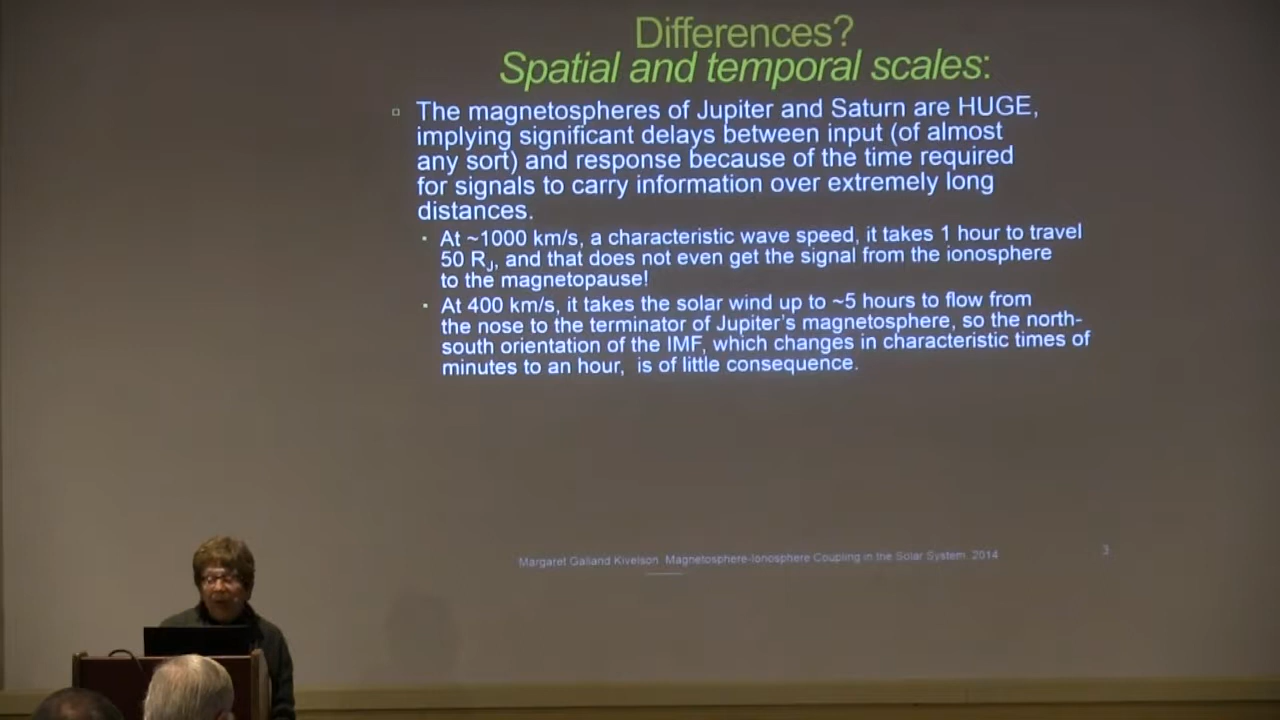 Differences?
Spatial and temporal scales:
▫ The magnetospheres of Jupiter and Saturn are HUGE,
implying significant delays between input (of almost
any sort) and response because of the time required
for signals to carry information over extremely long
distances.
· At ~1000 km/s, a characteristic wave speed, it takes 1 hour to travel
50 RJ, and that does not even get the signal from the ionosphere
to the magnetopause!
· At 400 km/s, it takes the solar wind up to ~5 hours to flow from
the nose to the terminator of Jupiter's magnetosphere, so the north-
south orientation of the IMF, which changes in characteristic times of
minutes to an hour, is of little consequence.
Margaret Galland Kivelson Magnetosphere-Ionosphere Coupling in the Solar System, 2014
3